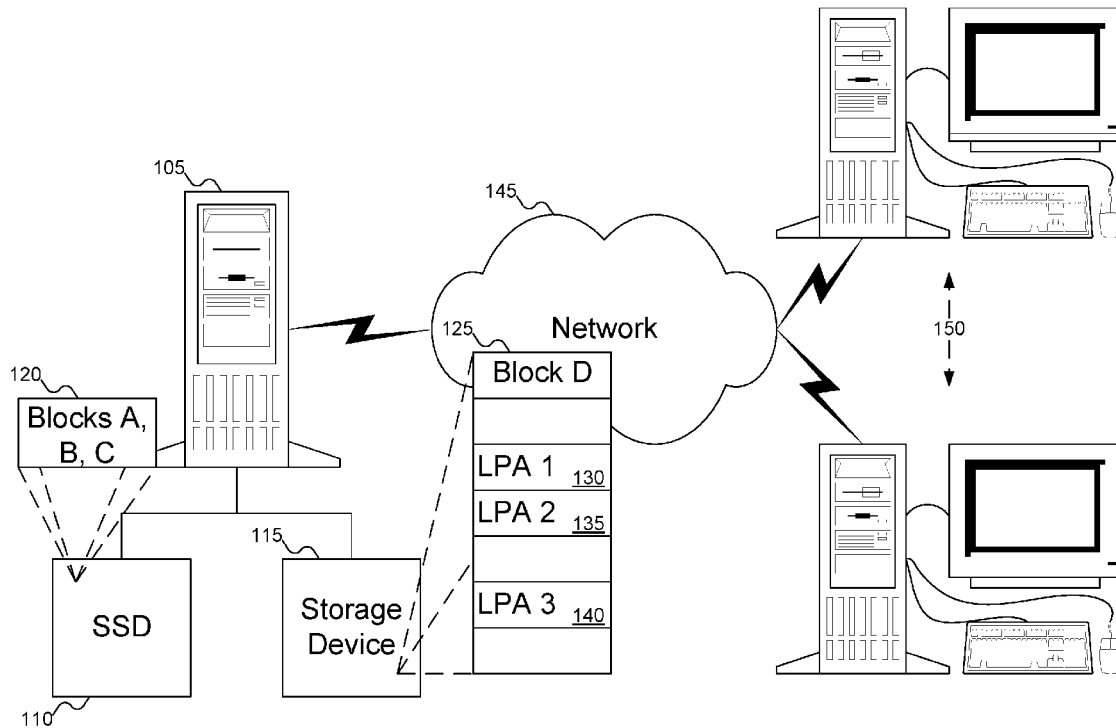 105
145
Network
125
Block D
150
120
Blocks A,
B, C
LPA 1 130
LPA 2 135
115
SSD
Storage
Device
LPA 3 140
110